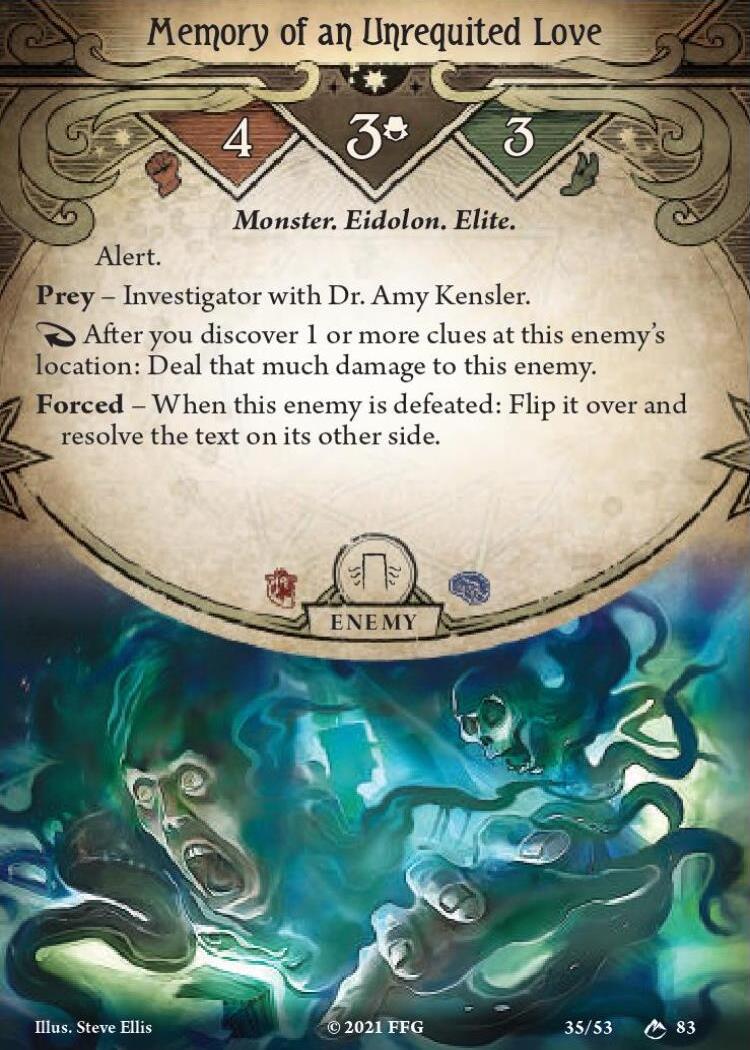 Memory of an Unrequited Love
4 3 3
Monster. Eidolon. Elite.
Alert.
Prey – Investigator with Dr. Amy Kensler.
After you discover 1 or more clues at this enemy's
location: Deal that much damage to this enemy.
Forced – When this enemy is defeated: Flip it over and
resolve the text on its other side.
ENEMY
Illus. Steve Ellis © 2021 FFG 35/53 83